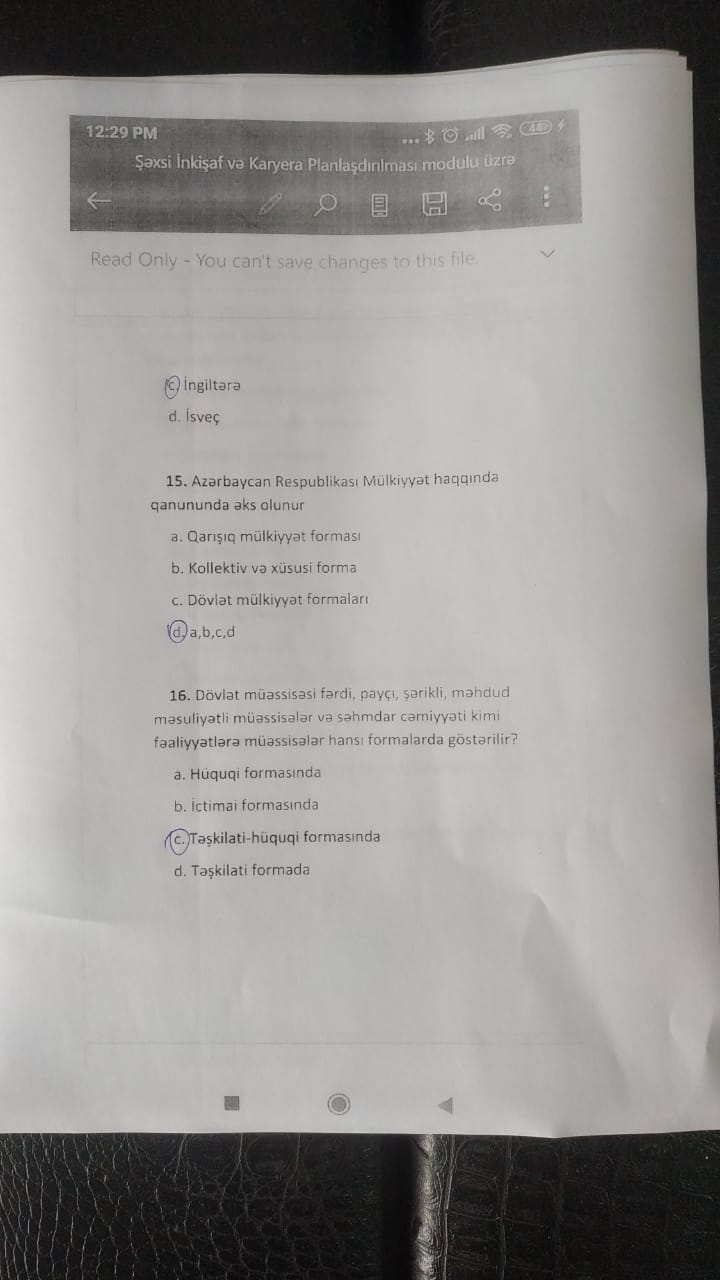 12:29 PM
44
Şəxsi İnkişaf və Karyera Planlaşdırılması modulu üzrə
Read Only - You can't save changes to this file.
c. İngiltərə
d. İsveç
15. Azərbaycan Respublikası Mülkiyyət haqqında
qanununda əks olunur
a. Qarışıq mülkiyyət forması
b. Kollektiv və xüsusi forma
c. Dövlət mülkiyyət formaları
d. a,b,c,d
16. Dövlət müəssisəsi fərdi, payçı, şərikli, məhdud
məsuliyətli müəssisələr və səhmdar cəmiyyəti kimi
fəaliyyətlərə müəssisələr hansı formalarda göstərilir?
a. Hüquqi formasında
b. İctimai formasında
c. Təşkilati-hüquqi formasında
d. Təşkilati formada